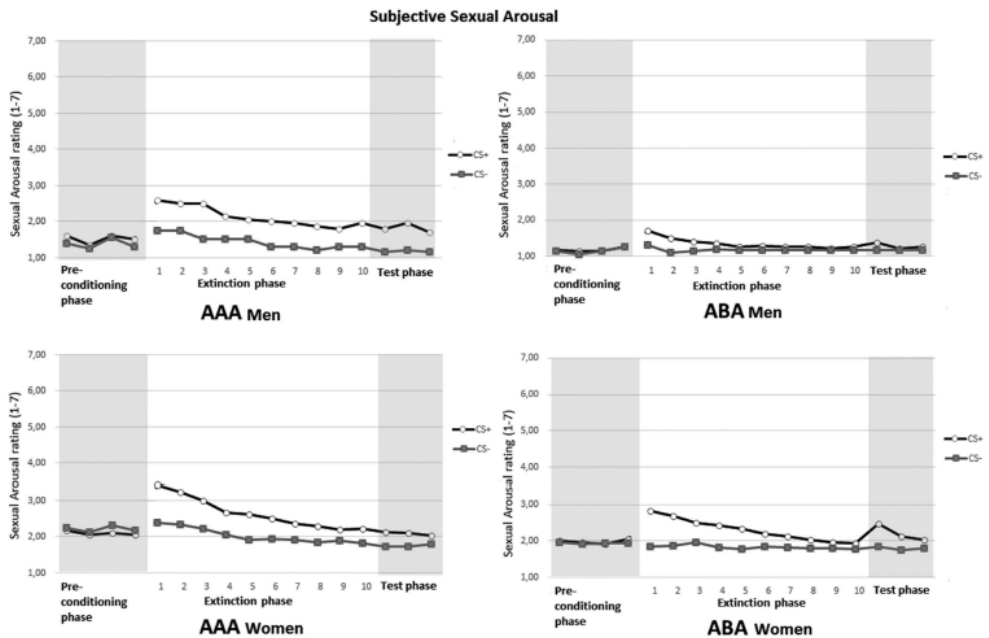 Subjective Sexual Arousal
Sexual Arousal rating (1-7)
7,00
6,00
5,00
4,00
3,00
2,00
1,00
CS+
CS-
Pre-
conditioning
phase
1 2 3 4 5 6 7 8 9 10
Extinction phase
Test phase
AAA Men
Sexual Arousal rating (1-7)
7,00
6,00
5,00
4,00
3,00
2,00
1,00
CS+
CS-
Pre-
conditioning
phase
1 2 3 4 5 6 7 8 9 10
Extinction phase
Test phase
ABA Men
Sexual Arousal rating (1-7)
7,00
6,00
5,00
4,00
3,00
2,00
1,00
CS+
CS-
Pre-
conditioning
phase
1 2 3 4 5 6 7 8 9 10
Extinction phase
Test phase
AAA Women
Sexual Arousal rating (1-7)
7,00
6,00
5,00
4,00
3,00
2,00
1,00
CS+
CS-
Pre-
conditioning
phase
1 2 3 4 5 6 7 8 9 10
Extinction phase
Test phase
ABA Women